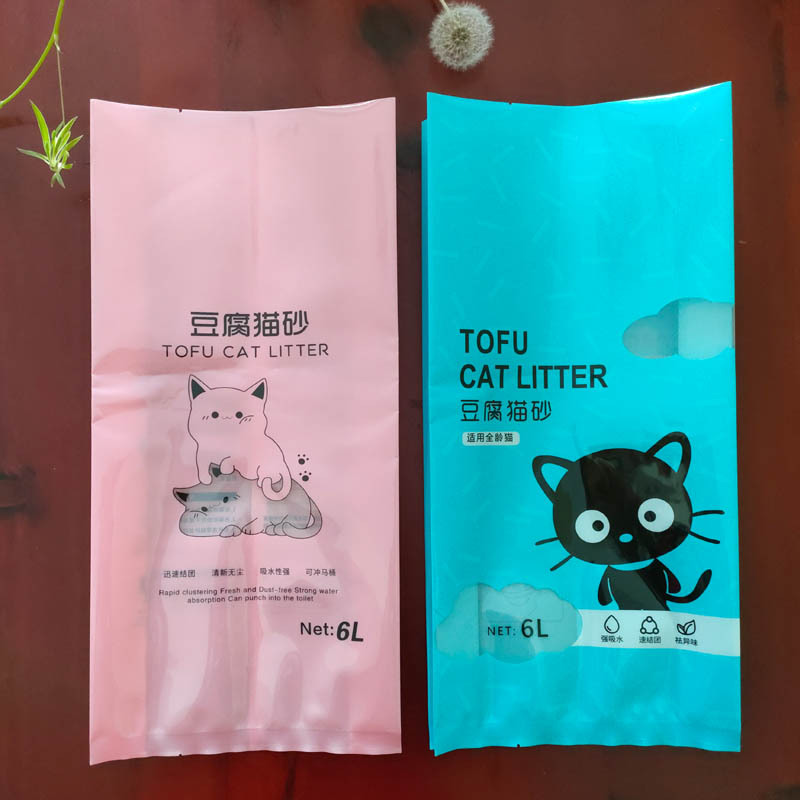 豆腐猫砂
TOFU CAT LITTER
迅速结团 清新无尘 吸水性强 可冲马桶
Rapid clustering Fresh and Dust-free Strong water
absorption Can punch into the toilet
Net: 6L
TOFU
CAT LITTER
豆腐猫砂
适用全龄猫
NET: 6L
强吸水 速结团 祛异味